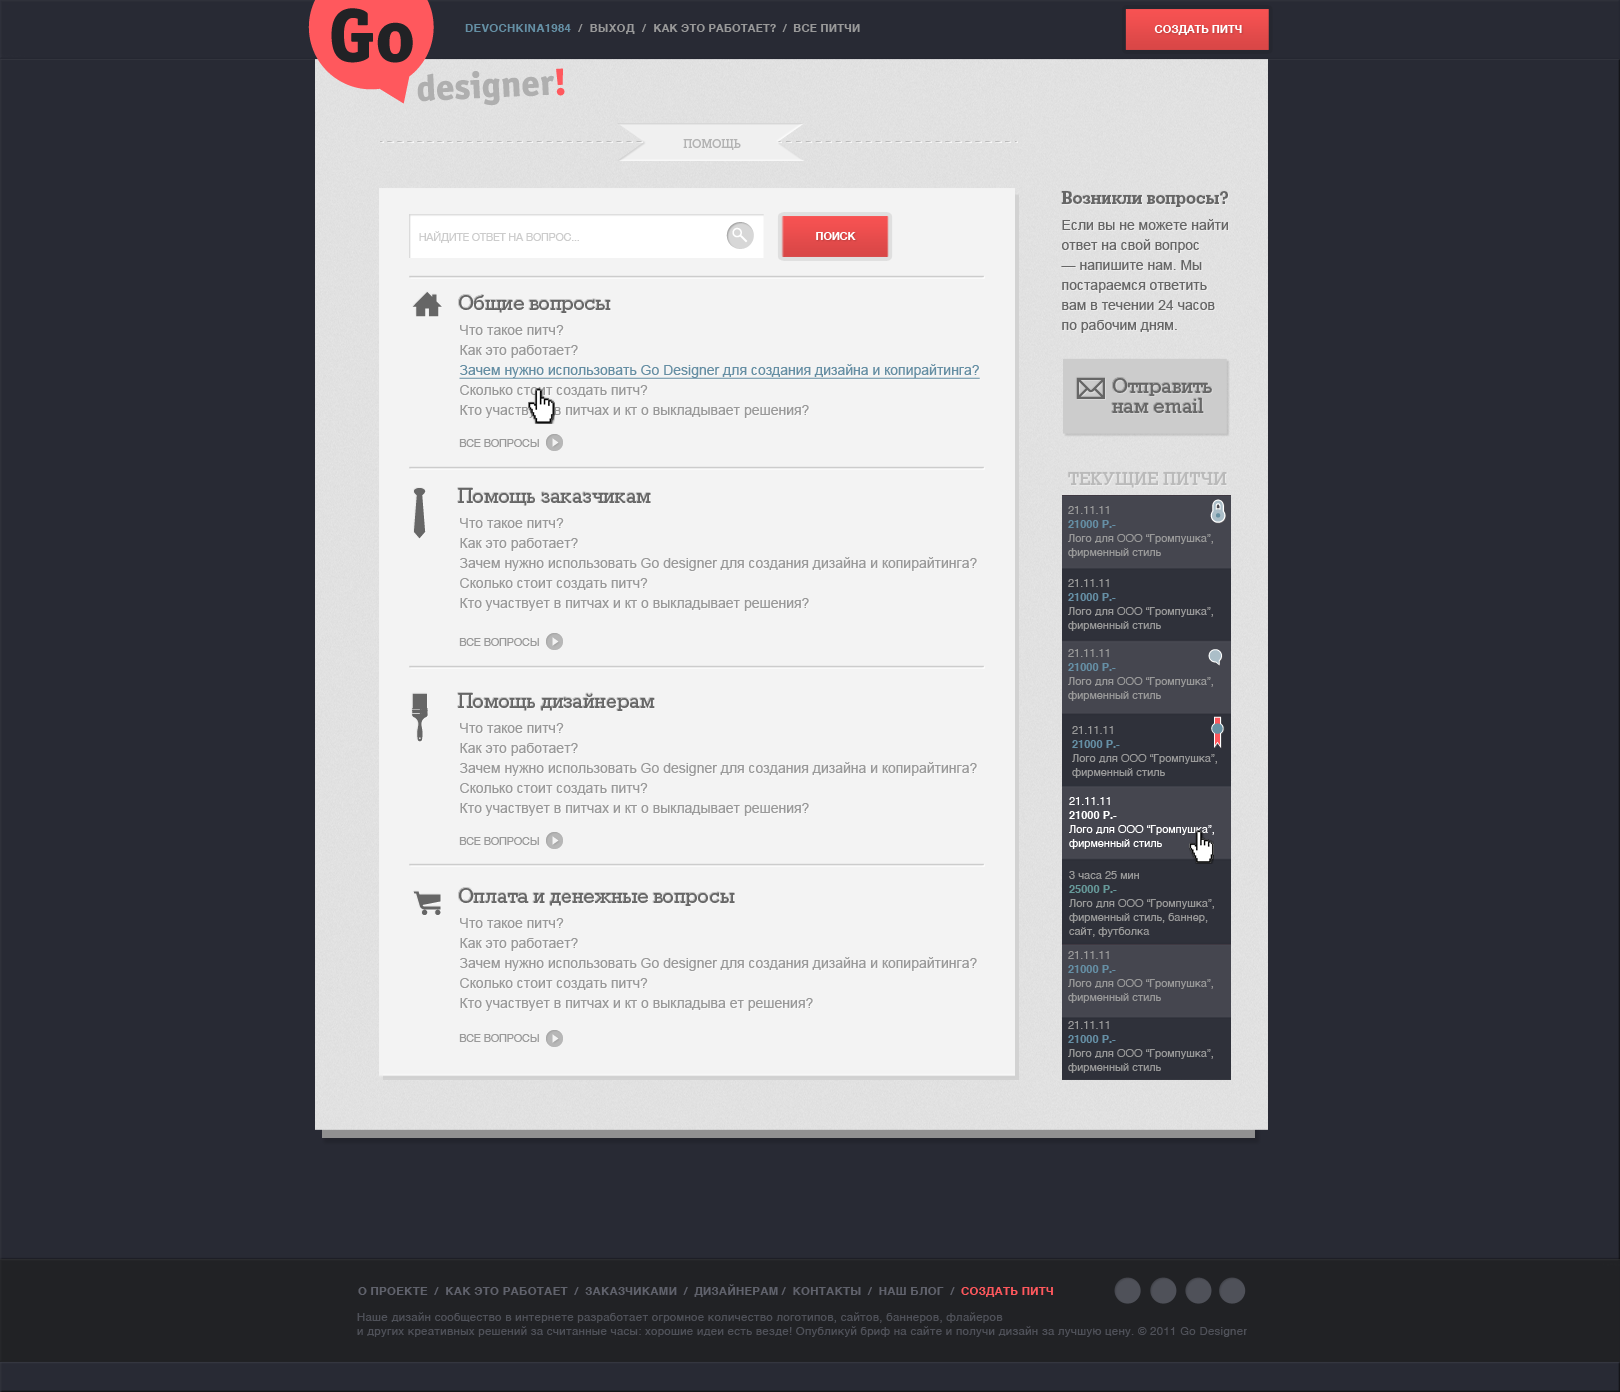 Go
designer!
DEVOCHKINA1984 / ВЫХОД / КАК ЭТО РАБОТАЕТ? / ВСЕ ПИТЧИ
СОЗДАТЬ ПИТЧ
ПОМОЩЬ
НАЙДИТЕ ОТВЕТ НА ВОПРОС...
ПОИСК
Общие вопросы
Что такое питч?
Как это работает?
Зачем нужно использовать Go Designer для создания дизайна и копирайтинга?
Сколько стоит создать питч?
Кто участв в питчах и кт о выкладывает решения?
ВСЕ ВОПРОСЫ
Помощь заказчикам
Что такое питч?
Как это работает?
Зачем нужно использовать Go designer для создания дизайна и копирайтинга?
Сколько стоит создать питч?
Кто участвует в питчах и кт о выкладывает решения?
ВСЕ ВОПРОСЫ
Помощь дизайнерам
Что такое питч?
Как это работает?
Зачем нужно использовать Go designer для создания дизайна и копирайтинга?
Сколько стоит создать питч?
Кто участвует в питчах и кт о выкладывает решения?
ВСЕ ВОПРОСЫ
Оплата и денежные вопросы
Что такое питч?
Как это работает?
Зачем нужно использовать Go designer для создания дизайна и копирайтинга?
Сколько стоит создать питч?
Кто участвует в питчах и кт о выкладыва ет решения?
ВСЕ ВОПРОСЫ
Возникли вопросы?
Если вы не можете найти
ответ на свой вопрос
— напишите нам. Мы
постараемся ответить
вам в течении 24 часов
по рабочим дням.
Отправить
нам email
ТЕКУЩИЕ ПИТЧИ
21.11.11
21000 Р.-
Лого для ООО “Громпушка”,
фирменный стиль
21.11.11
21000 Р.-
Лого для ООО “Громпушка”,
фирменный стиль
21.11.11
21000 Р.-
Лого для ООО “Громпушка”,
фирменный стиль
21.11.11
21000 Р.-
Лого для ООО “Громпушка”,
фирменный стиль
21.11.11
21000 Р.-
Лого для ООО “Громпушка”,
фирменный стиль
3 часа 25 мин
25000 Р.-
Лого для ООО “Громпушка”,
фирменный стиль, баннер,
сайт, футболка
21.11.11
21000 Р.-
Лого для ООО “Громпушка”,
фирменный стиль
21.11.11
21000 Р.-
Лого для ООО “Громпушка”,
фирменный стиль
О ПРОЕКТЕ / КАК ЭТО РАБОТАЕТ / ЗАКАЗЧИКАМИ / ДИЗАЙНЕРАМ / КОНТАКТЫ / НАШ БЛОГ / СОЗДАТЬ ПИТЧ
Наше дизайн сообщество в интернете разработает огромное количество логотипов, сайтов, баннеров, флайеров
и других креативных решений за считанные часы: хорошие идеи есть везде! Опубликуй бриф на сайте и получи дизайн за лучшую цену. © 2011 Go Designer